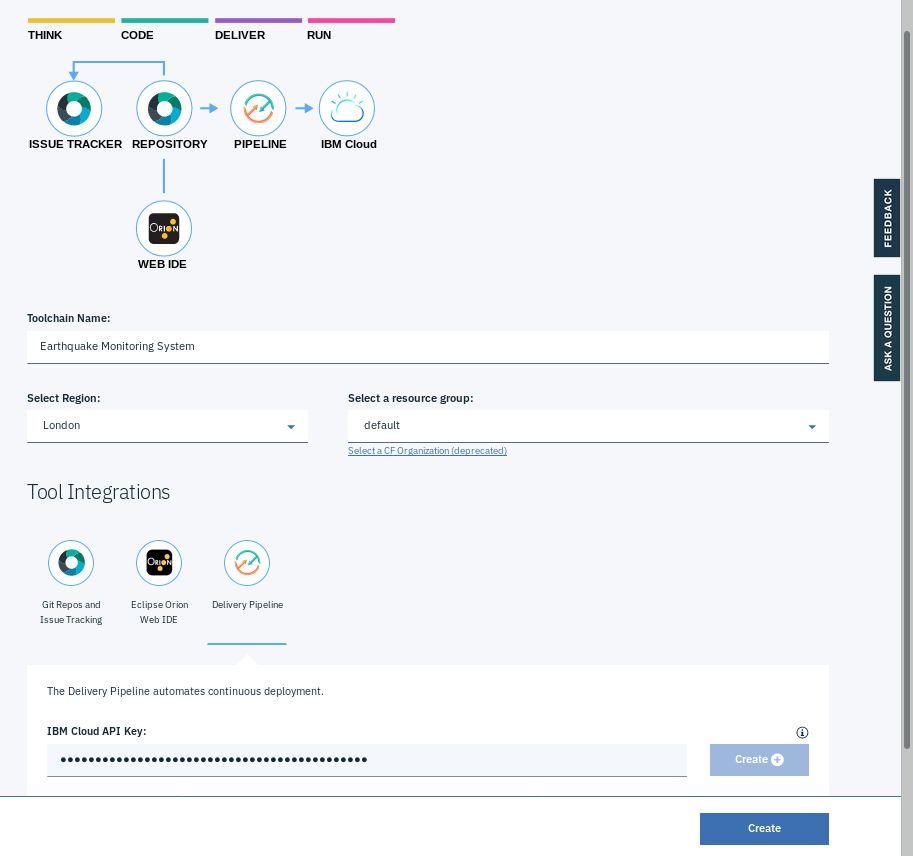 THINK CODE DELIVER RUN
ISSUE TRACKER REPOSITORY PIPELINE IBM Cloud
ORION
WEB IDE
FEEDBACK
ASK A QUESTION
Toolchain Name:
Earthquake Monitoring System
Select Region: Select a resource group:
London default
Select a CF Organization (deprecated)
Tool Integrations
ORION
Git Repos and Eclipse Orion Delivery Pipeline
Issue Tracking Web IDE
The Delivery Pipeline automates continuous deployment.
IBM Cloud API Key:
••••••••••••••••••••••••••••••••••••••••••••
Create
Create